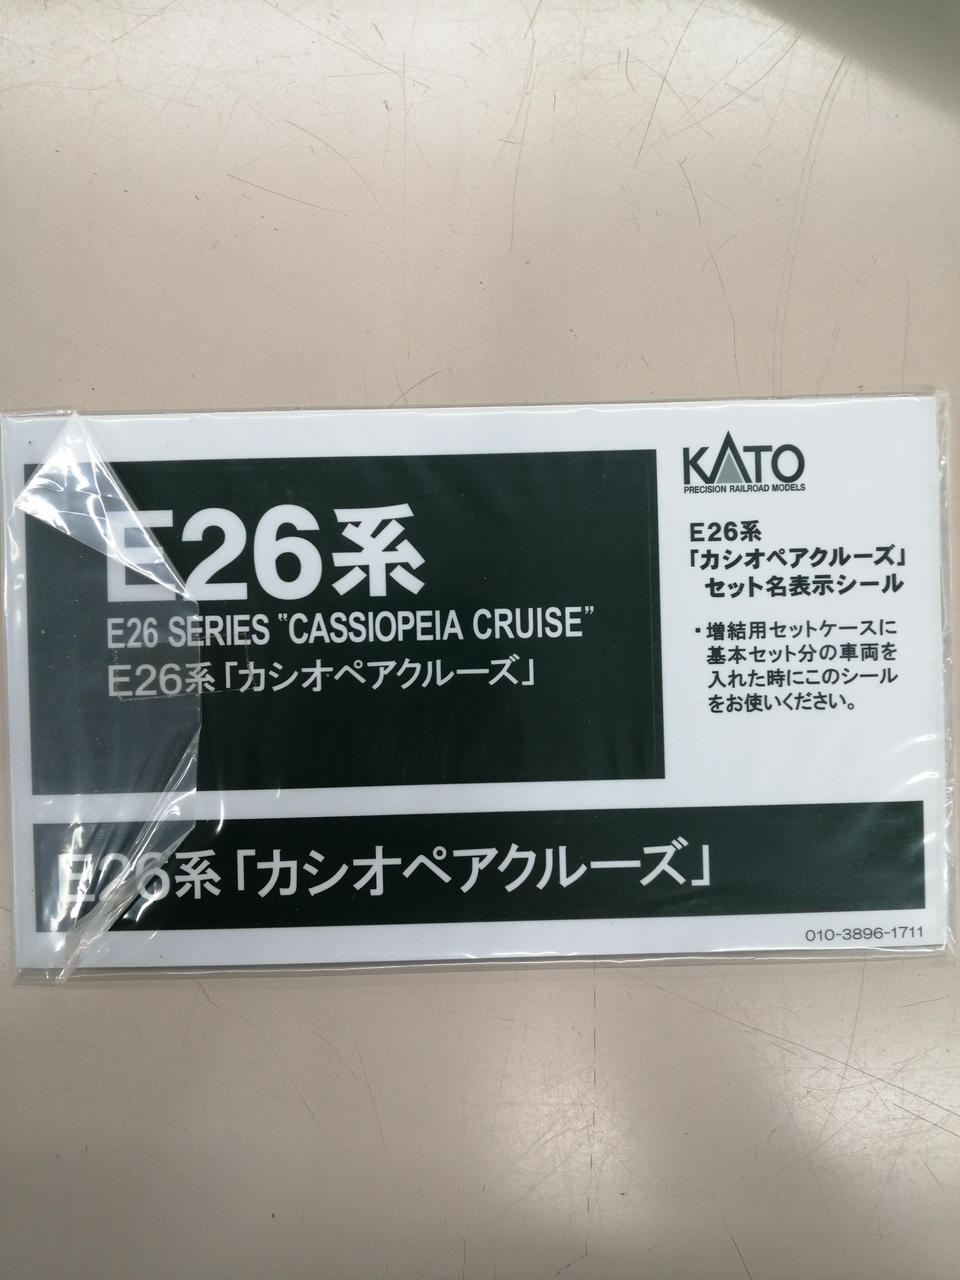 E26系
E26 SERIES "CASSIOPEIA CRUISE"
E26系「カシオペアクルーズ」
KATO
PRECISION RAILROAD MODELS
E26系
「カシオペアクルーズ」
セット名表示シール
・増結用セットケースに
基本セット分の車両を
入れた時にこのシール
をお使いください。
E26系「カシオペアクルーズ」
010-3896-1711